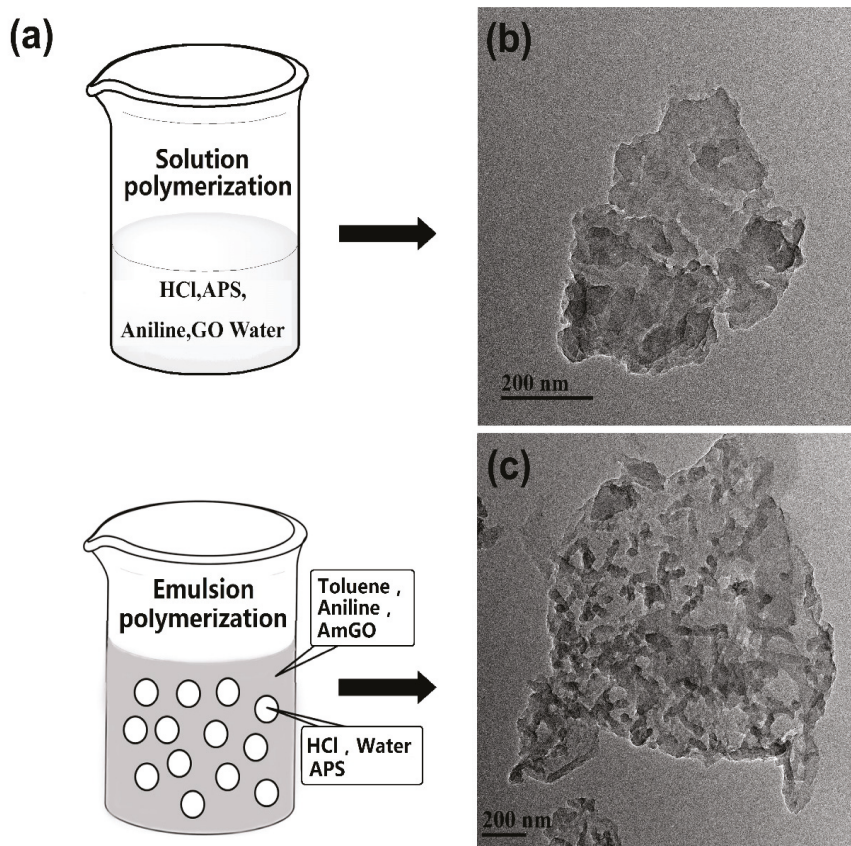 (a)
Solution
polymerization
HCl,APS,
Aniline,GO Water
(b)
200 nm
Emulsion
polymerization
Toluene ,
Aniline ,
AmGO
HCl , Water
APS
(c)
200 nm